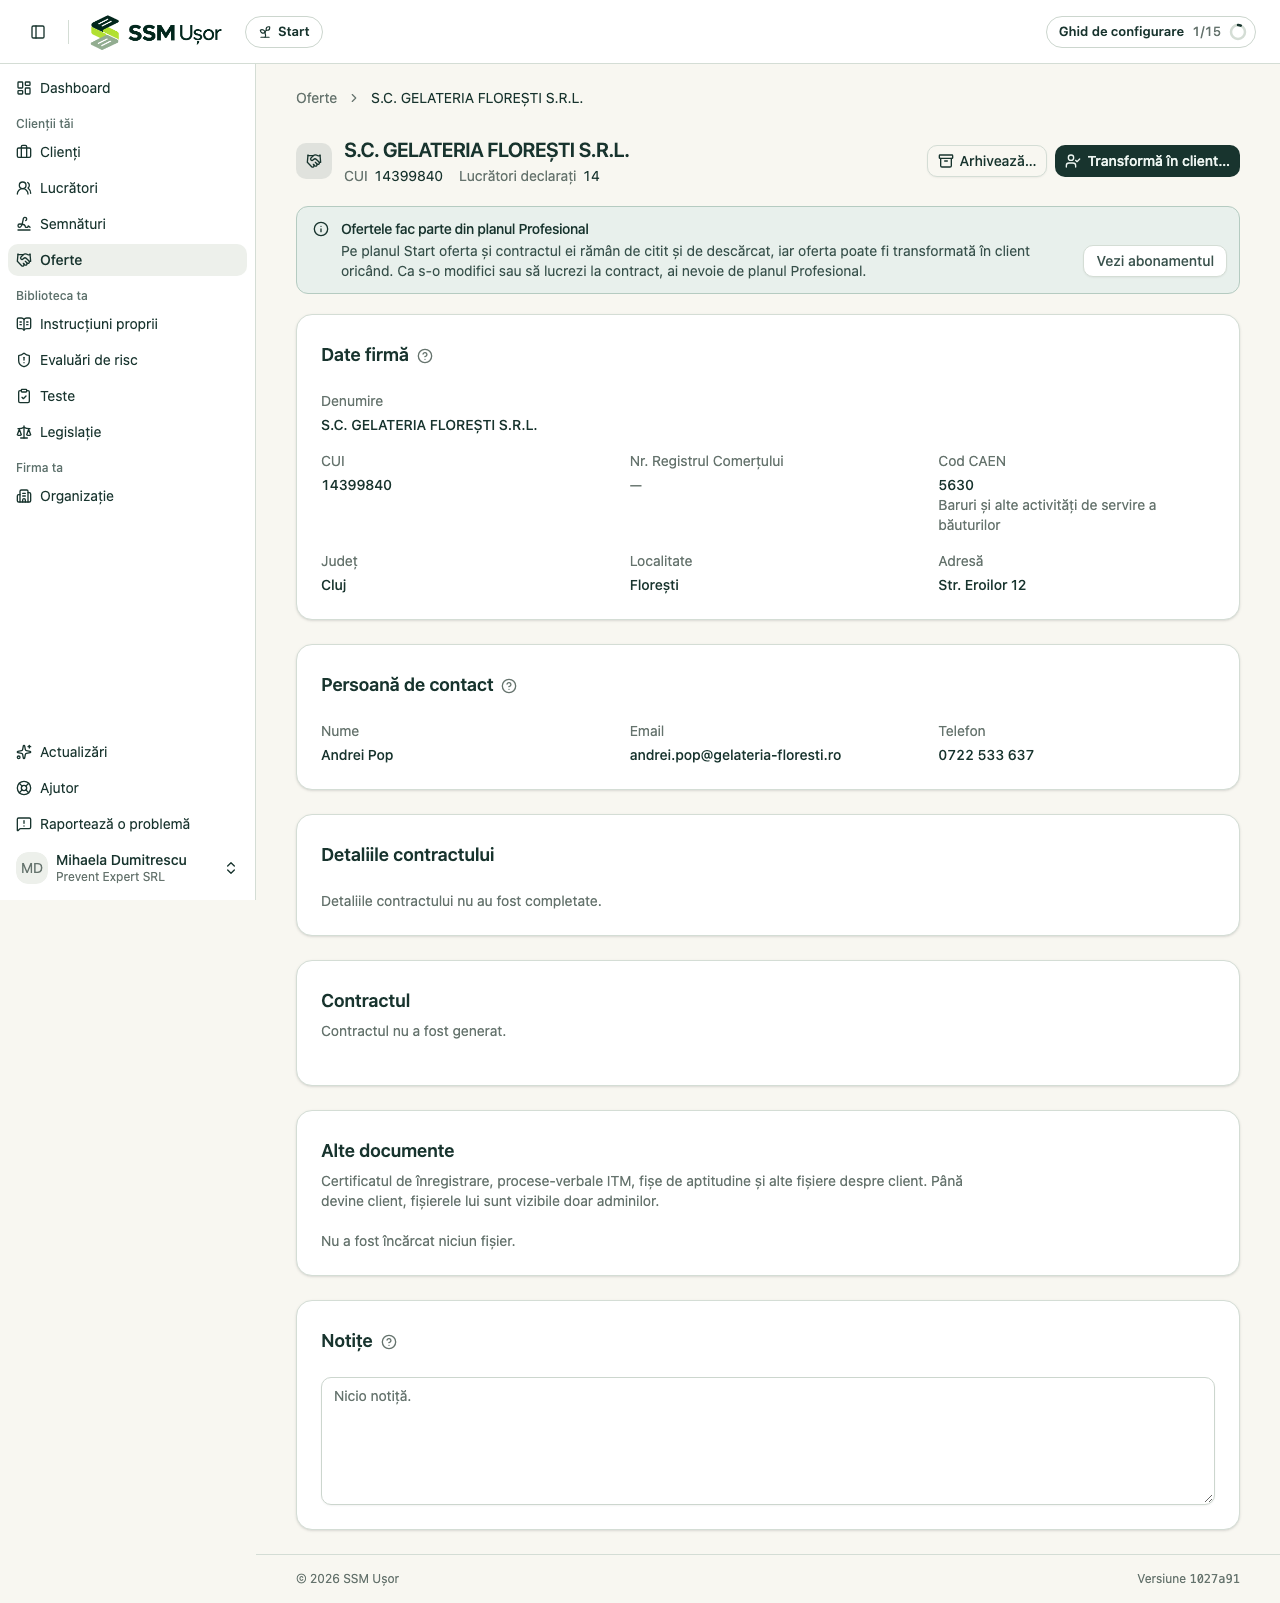 SSM Ușor
Start
Ghid de configurare 1/15
Dashboard
Clienții tăi
Clienți
Lucrători
Semnături
Oferte
Biblioteca ta
Instrucțiuni proprii
Evaluări de risc
Teste
Legislație
Firma ta
Organizație
Actualizări
Ajutor
Raportează o problemă
MD
Mihaela Dumitrescu
Prevent Expert SRL
Oferte > S.C. GELATERIA FLOREȘTI S.R.L.
S.C. GELATERIA FLOREȘTI S.R.L.
CUI 14399840 Lucrători declarați 14
Arhivează...
Transformă în client...
Ofertele fac parte din planul Profesional
Pe planul Start oferta și contractul ei rămân de citit și de descărcat, iar oferta poate fi transformată în client
oricând. Ca s-o modifici sau să lucrezi la contract, ai nevoie de planul Profesional.
Vezi abonamentul
Date firmă
Denumire
S.C. GELATERIA FLOREȘTI S.R.L.
CUI
14399840
Nr. Registrul Comerțului
—
Cod CAEN
5630
Baruri și alte activități de servire a
băuturilor
Județ
Cluj
Localitate
Florești
Adresă
Str. Eroilor 12
Persoană de contact
Nume
Andrei Pop
Email
andrei.pop@gelateria-floresti.ro
Telefon
0722 533 637
Detaliile contractului
Detaliile contractului nu au fost completate.
Contractul
Contractul nu a fost generat.
Alte documente
Certificatul de înregistrare, procese-verbale ITM, fișe de aptitudine și alte fișiere despre client. Până
devine client, fișierele lui sunt vizibile doar adminilor.
Nu a fost încărcat niciun fișier.
Notițe
Nicio notiță.
© 2026 SSM Ușor
Versiune 1027a91